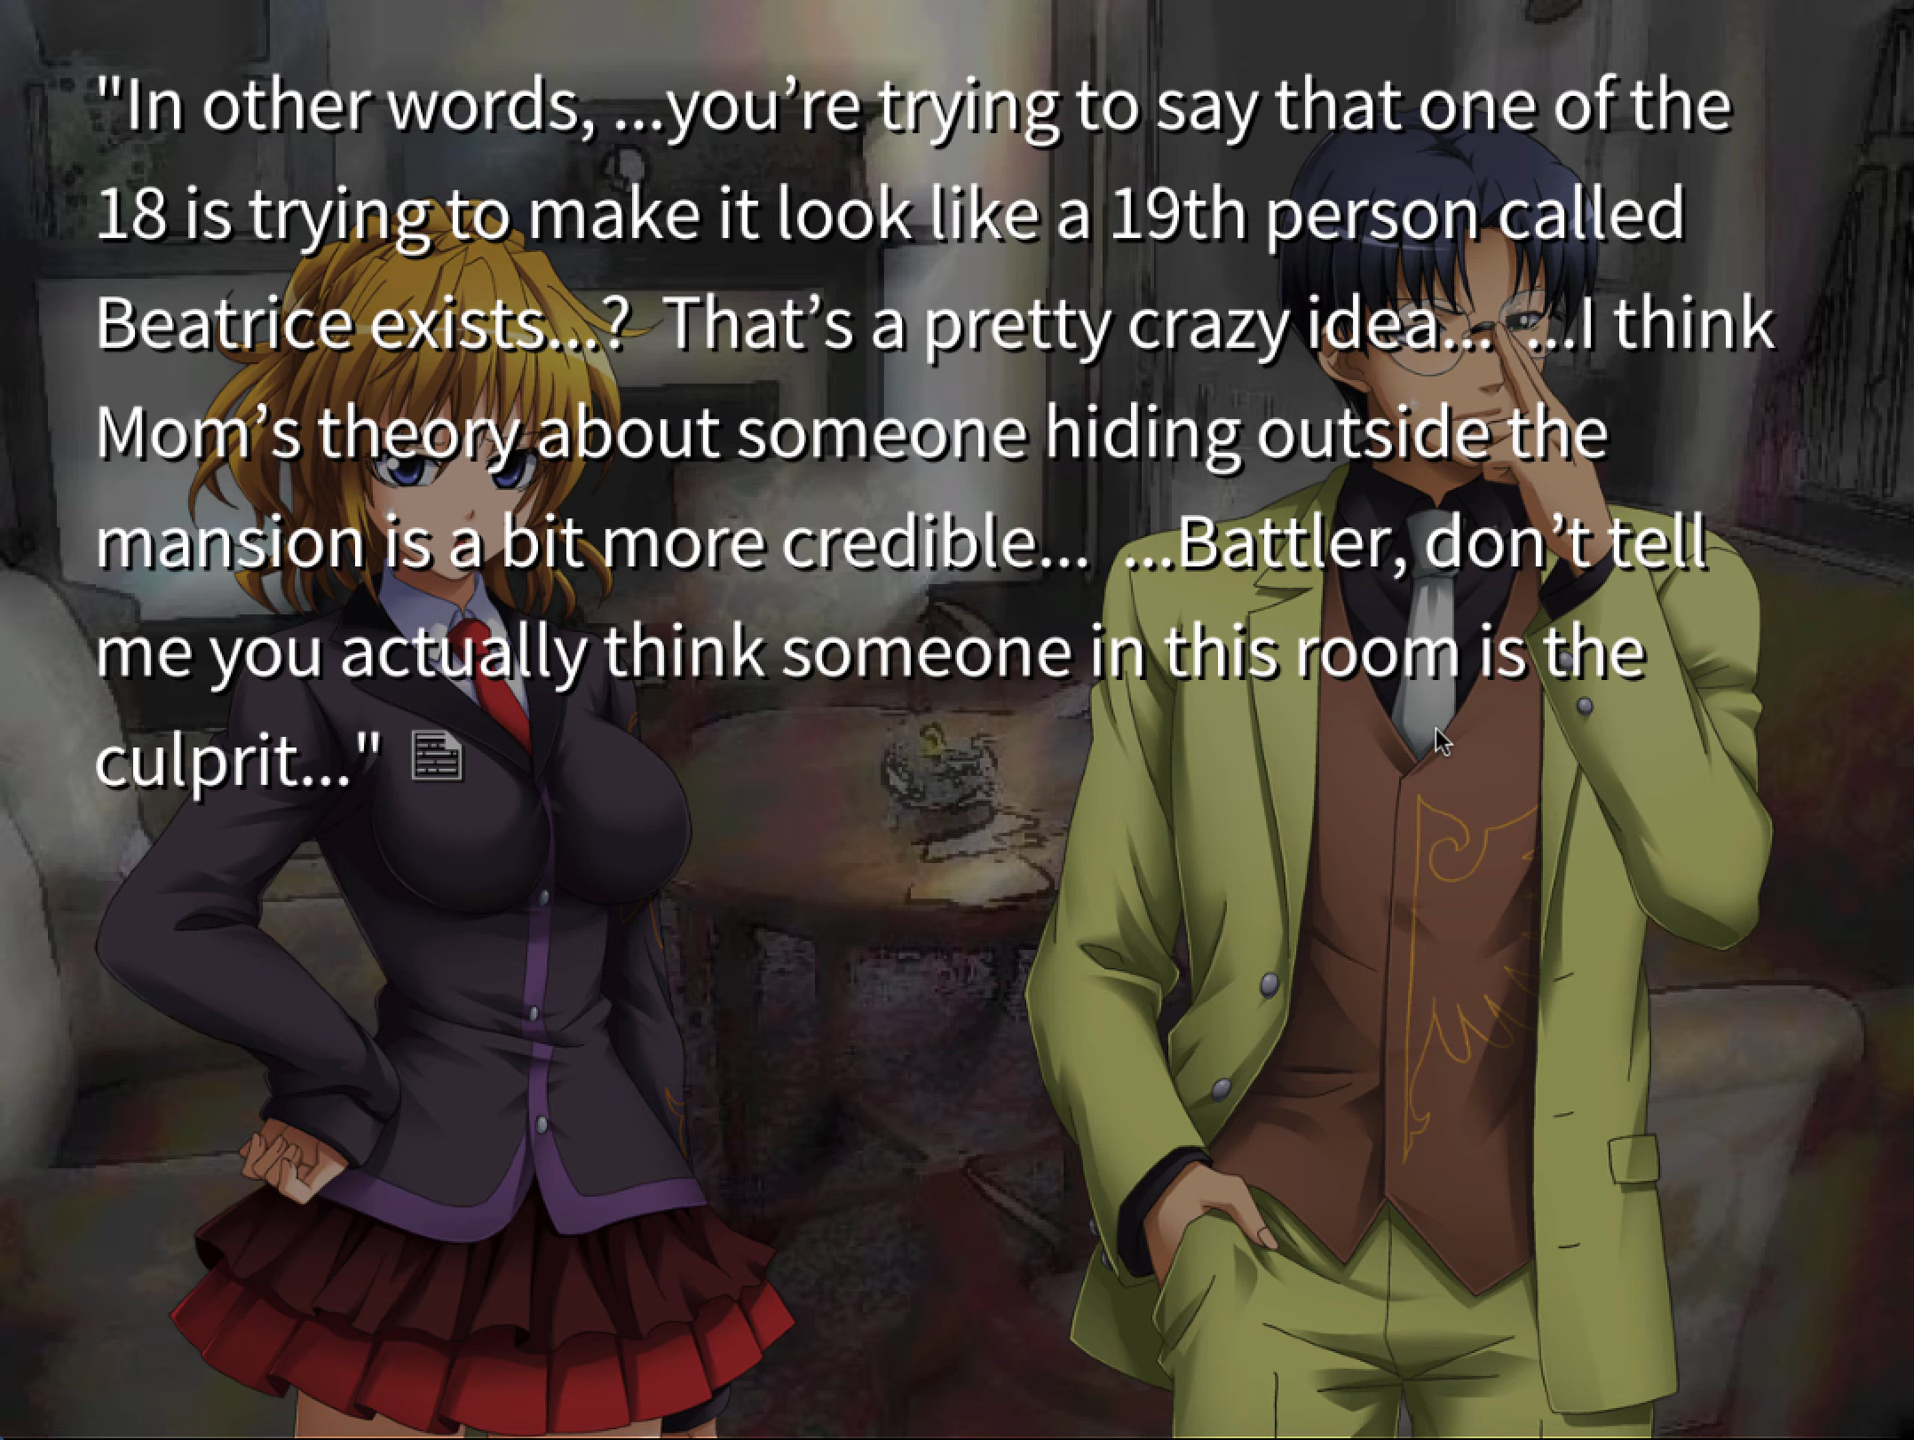 "In other words, ...you’re trying to say that one of the
18 is trying to make it look like a 19th person called
Beatrice exists...?  That’s a pretty crazy idea...  ...I think
Mom’s theory about someone hiding outside the
mansion is a bit more credible...  ...Battler, don’t tell
me you actually think someone in this room is the
culprit..."